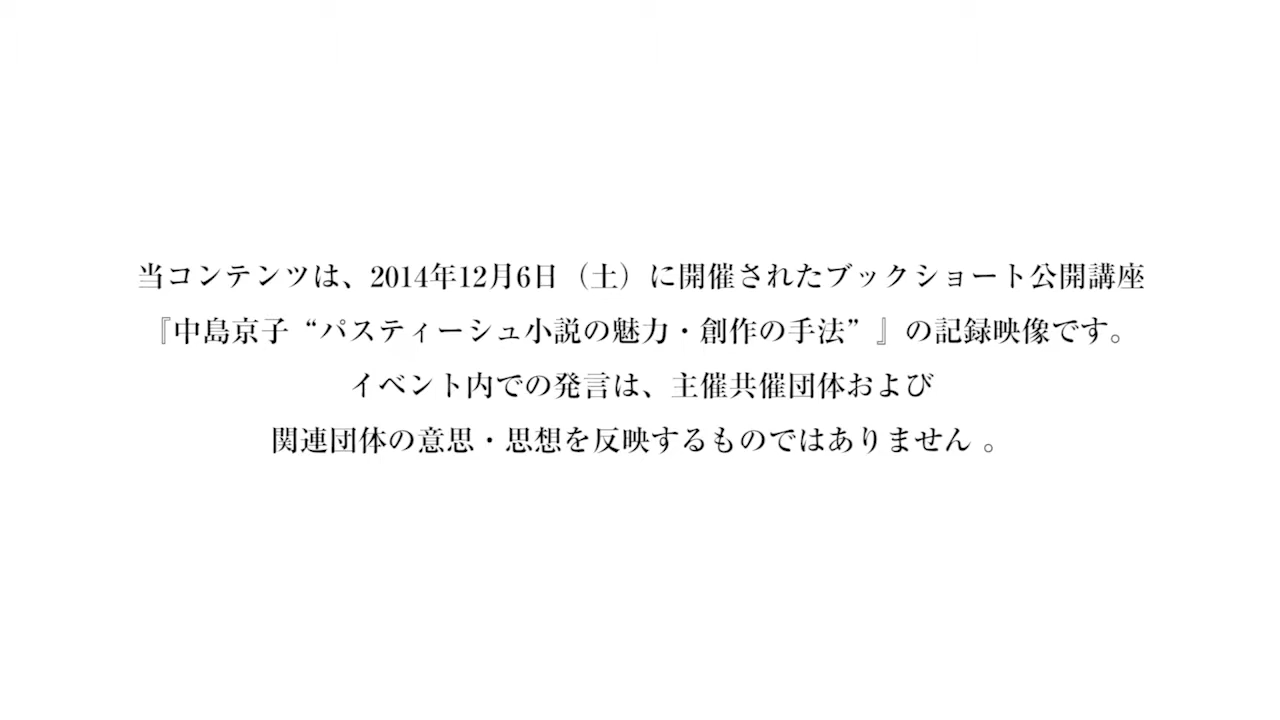 当コンテンツは、2014年12月6日（土）に開催されたブックショート公開講座
『中島京子“パスティーシュ小説の魅力・創作の手法”』の記録映像です。
イベント内での発言は、主催共催団体および
関連団体の意思・思想を反映するものではありません 。